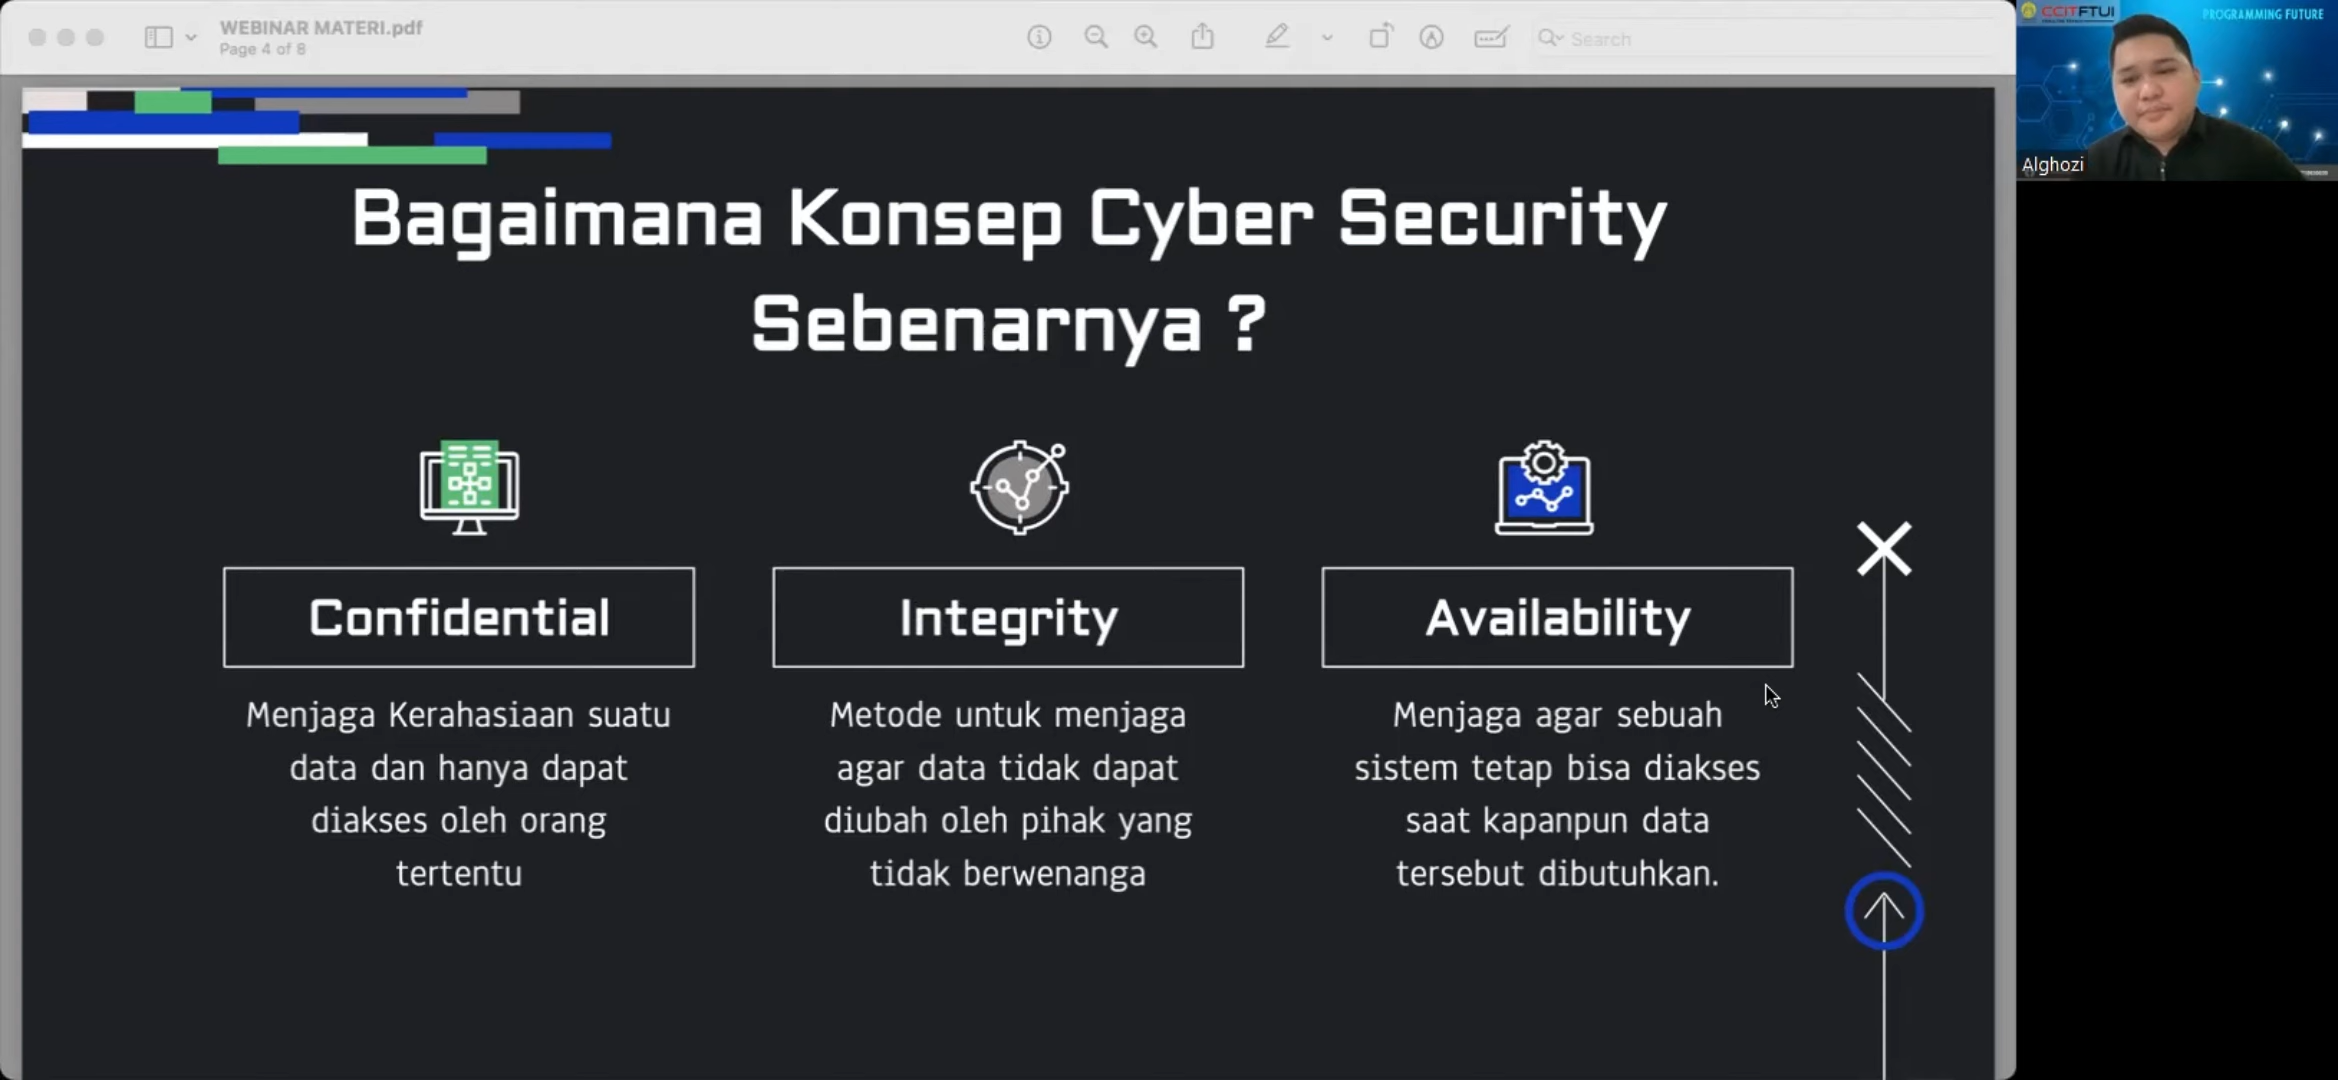 WEBINAR MATERI.pdf
Page 4 of 8
Search
CCITFTUI
PROGRAMMING FUTURE
Alghozi
Bagaimana Konsep Cyber Security
Sebenarnya ?
Confidential
Menjaga Kerahasiaan suatu
data dan hanya dapat
diakses oleh orang
tertentu
Integrity
Metode untuk menjaga
agar data tidak dapat
diubah oleh pihak yang
tidak berwenanga
Availability
Menjaga agar sebuah
sistem tetap bisa diakses
saat kapanpun data
tersebut dibutuhkan.